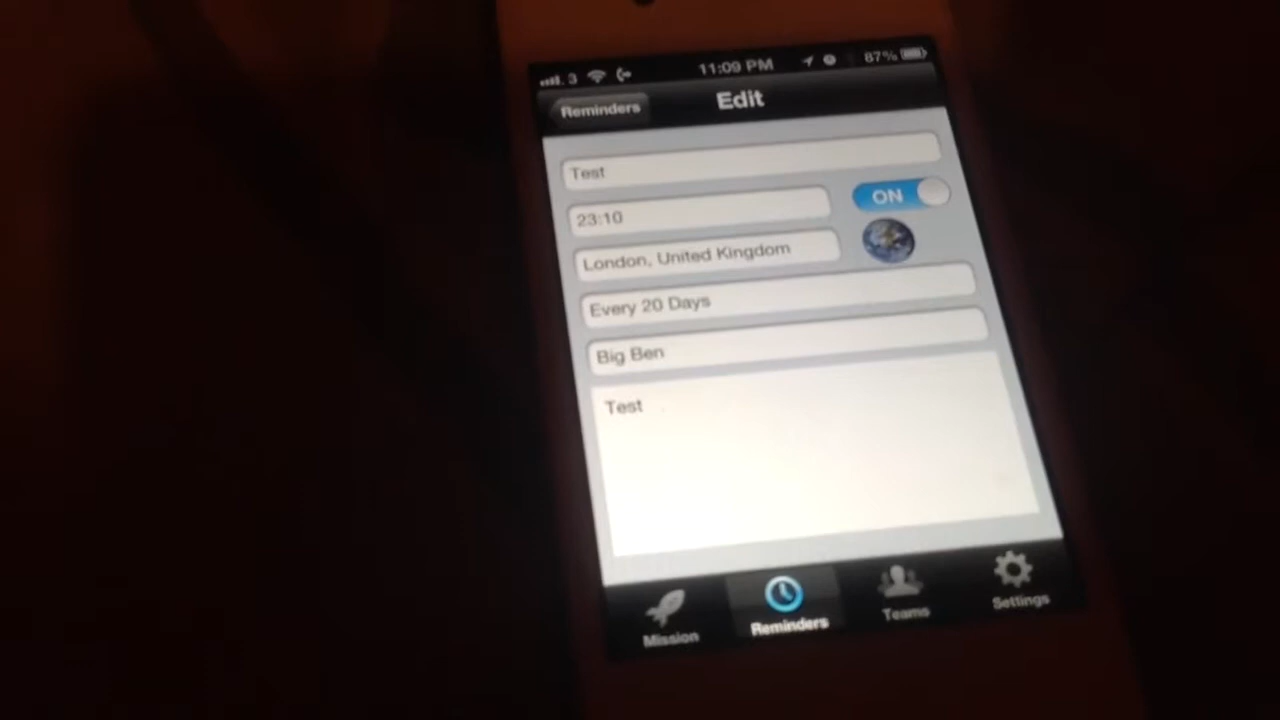 3 11:09 PM 87%
Reminders Edit
Test
23:10 ON
London, United Kingdom
Every 20 Days
Big Ben
Test
Mission Reminders Teams Settings